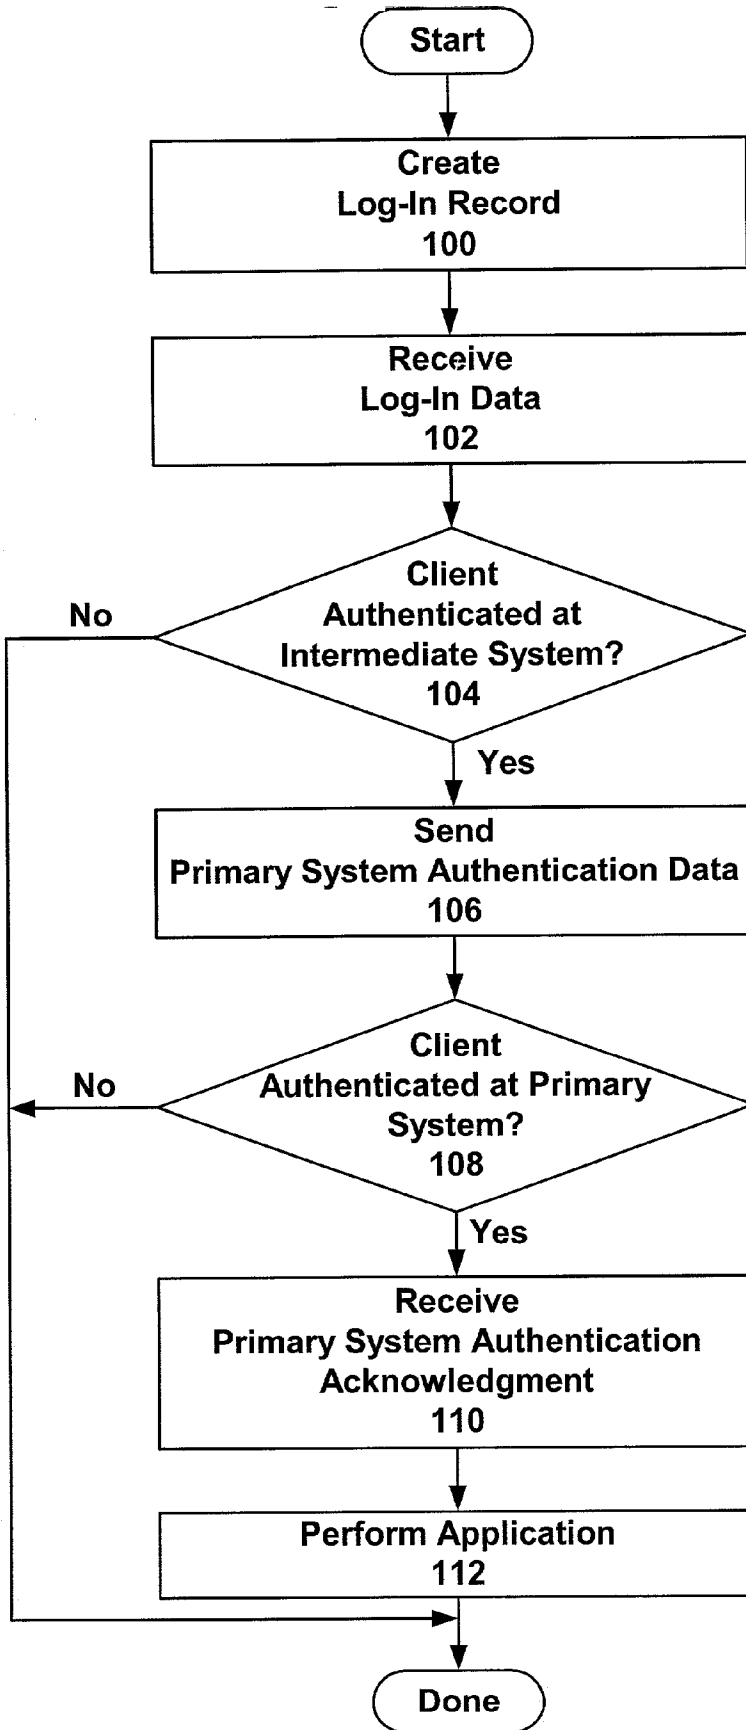 Start
Create
Log-In Record
100
Receive
Log-In Data
102
Client
Authenticated at
Intermediate System?
104
No
Yes
Send
Primary System Authentication Data
106
Client
Authenticated at Primary
System?
108
No
Yes
Receive
Primary System Authentication
Acknowledgment
110
Perform Application
112
Done